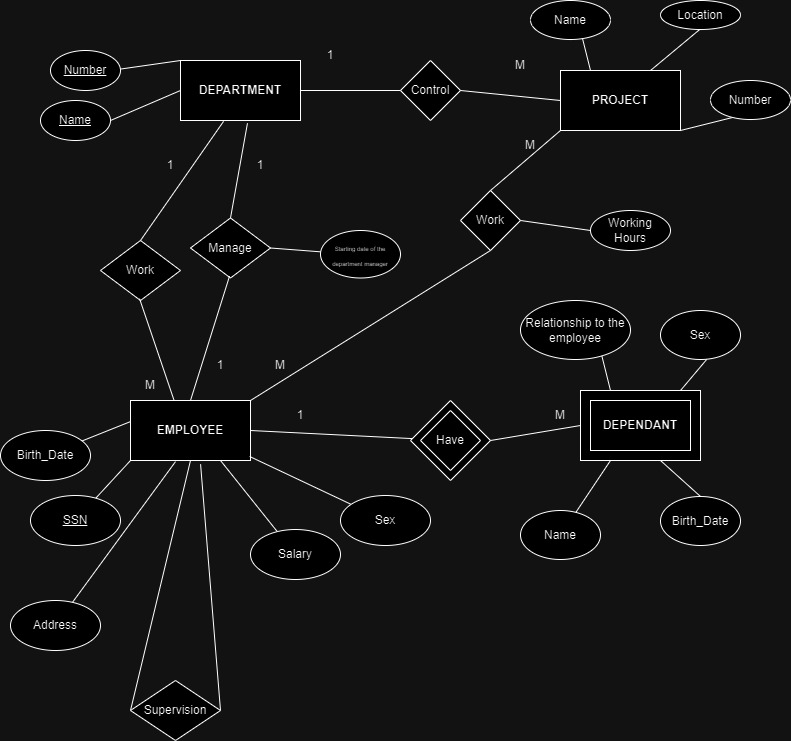 Name
Location
1
M
Number
DEPARTMENT
Control
PROJECT
Number
Name
M
1
1
Work
Working
Hours
Manage
Starting date of the
department manager
Work
Relationship to the
employee
Sex
1
M
M
1
M
EMPLOYEE
Have
DEPENDANT
Birth_Date
SSN
Sex
Name
Birth_Date
Salary
Address
Supervision